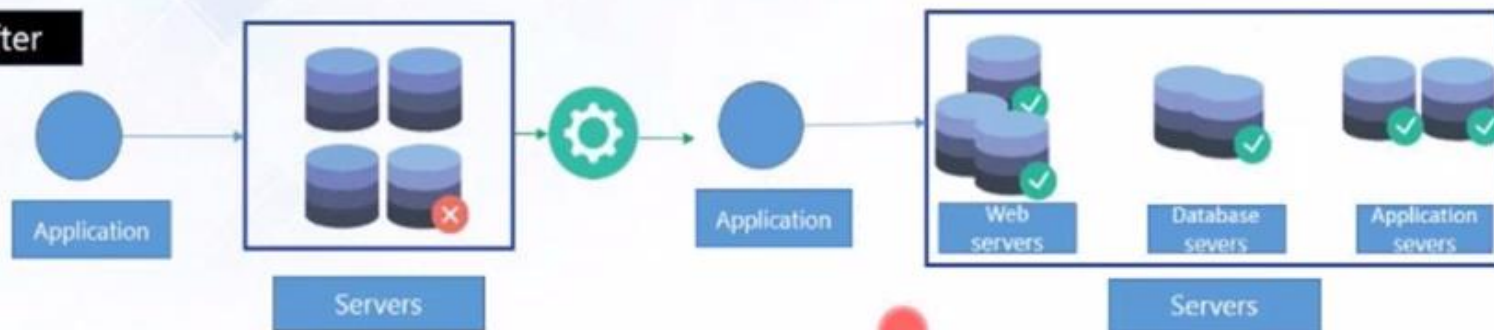 ter
Application
Servers
Application
Web
servers
Database
severs
Application
severs
Servers